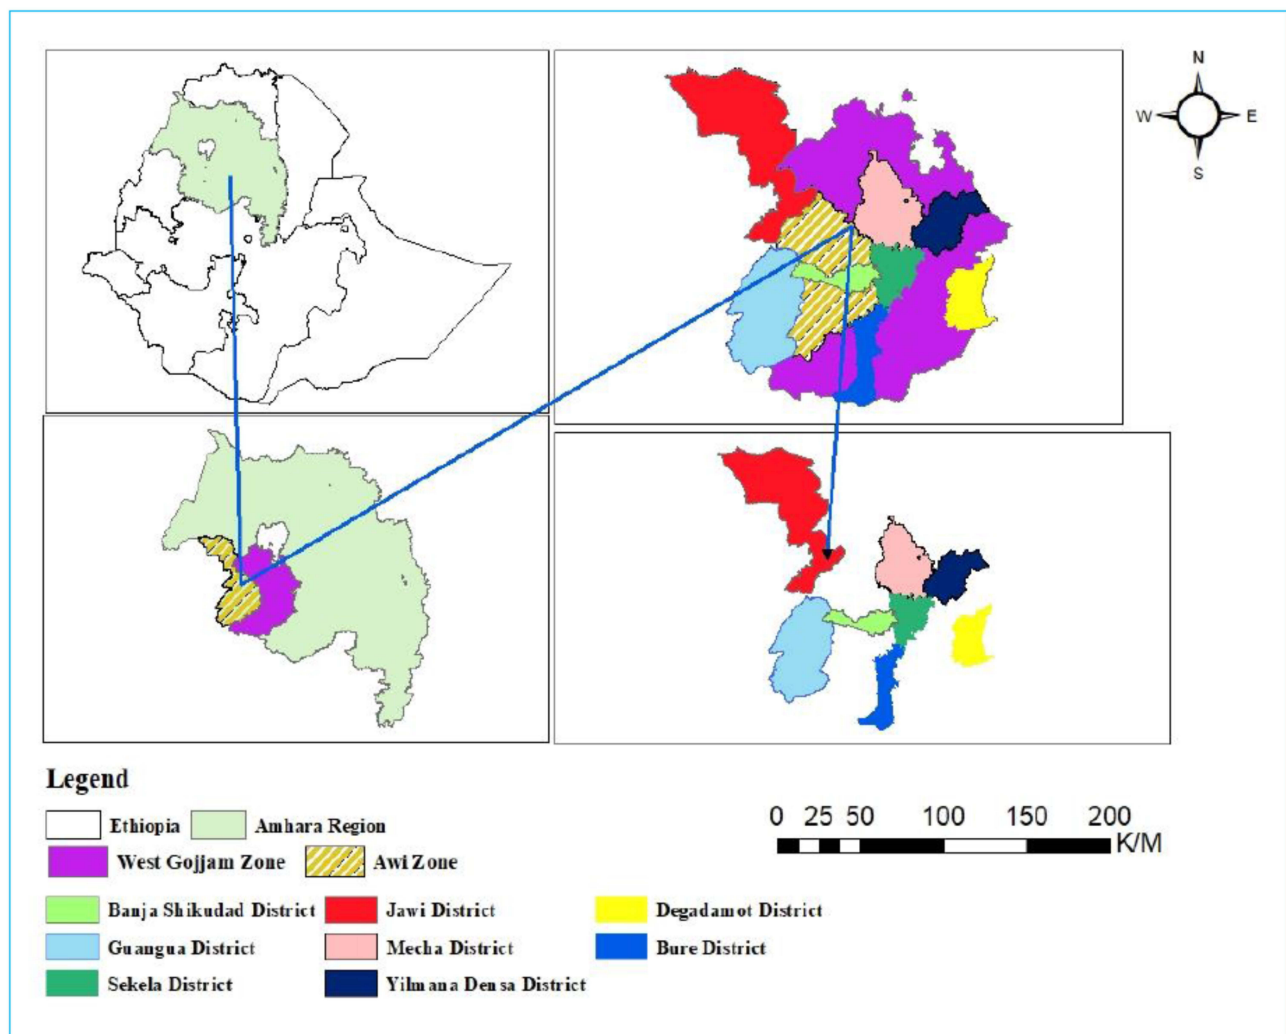 N
W E
S
Legend
Ethiopia Amhara Region
West Gojjam Zone Awi Zone
0 25 50 100 150 200
K/M
Banja Shikudad District Jawi District Degadamot District
Guangua District Mecha District Bure District
Sekela District Yilmana Densa District